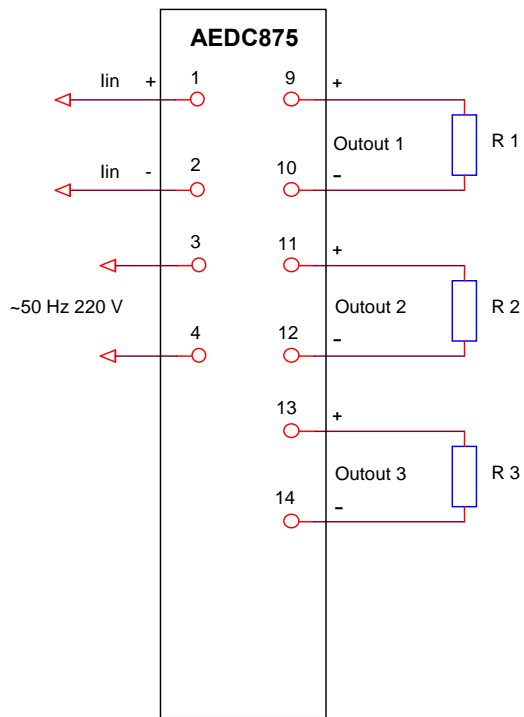 AEDC875
Iin + 1 9 +
Outout 1 R 1
Iin - 2 10 -
3 11 +
~50 Hz 220 V Outout 2 R 2
4 12 -
13 +
Outout 3 R 3
14 -